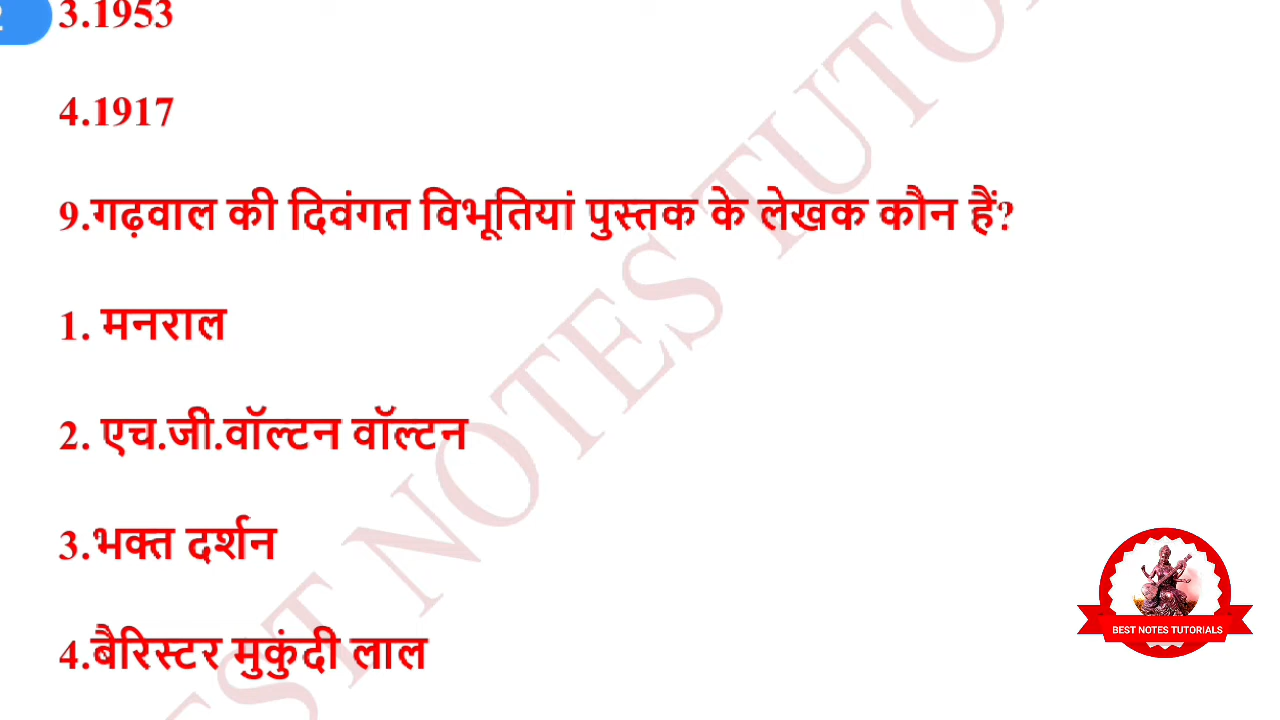 3.1953
4.1917
9.गढ़वाल की दिवंगत विभूतियां पुस्तक के लेखक कौन हैं?
1. मनराल
2. एच.जी.वॉल्टन वॉल्टन
3.भक्त दर्शन
4.बैरिस्टर मुकुंदी लाल
BEST NOTES TUTORIALS